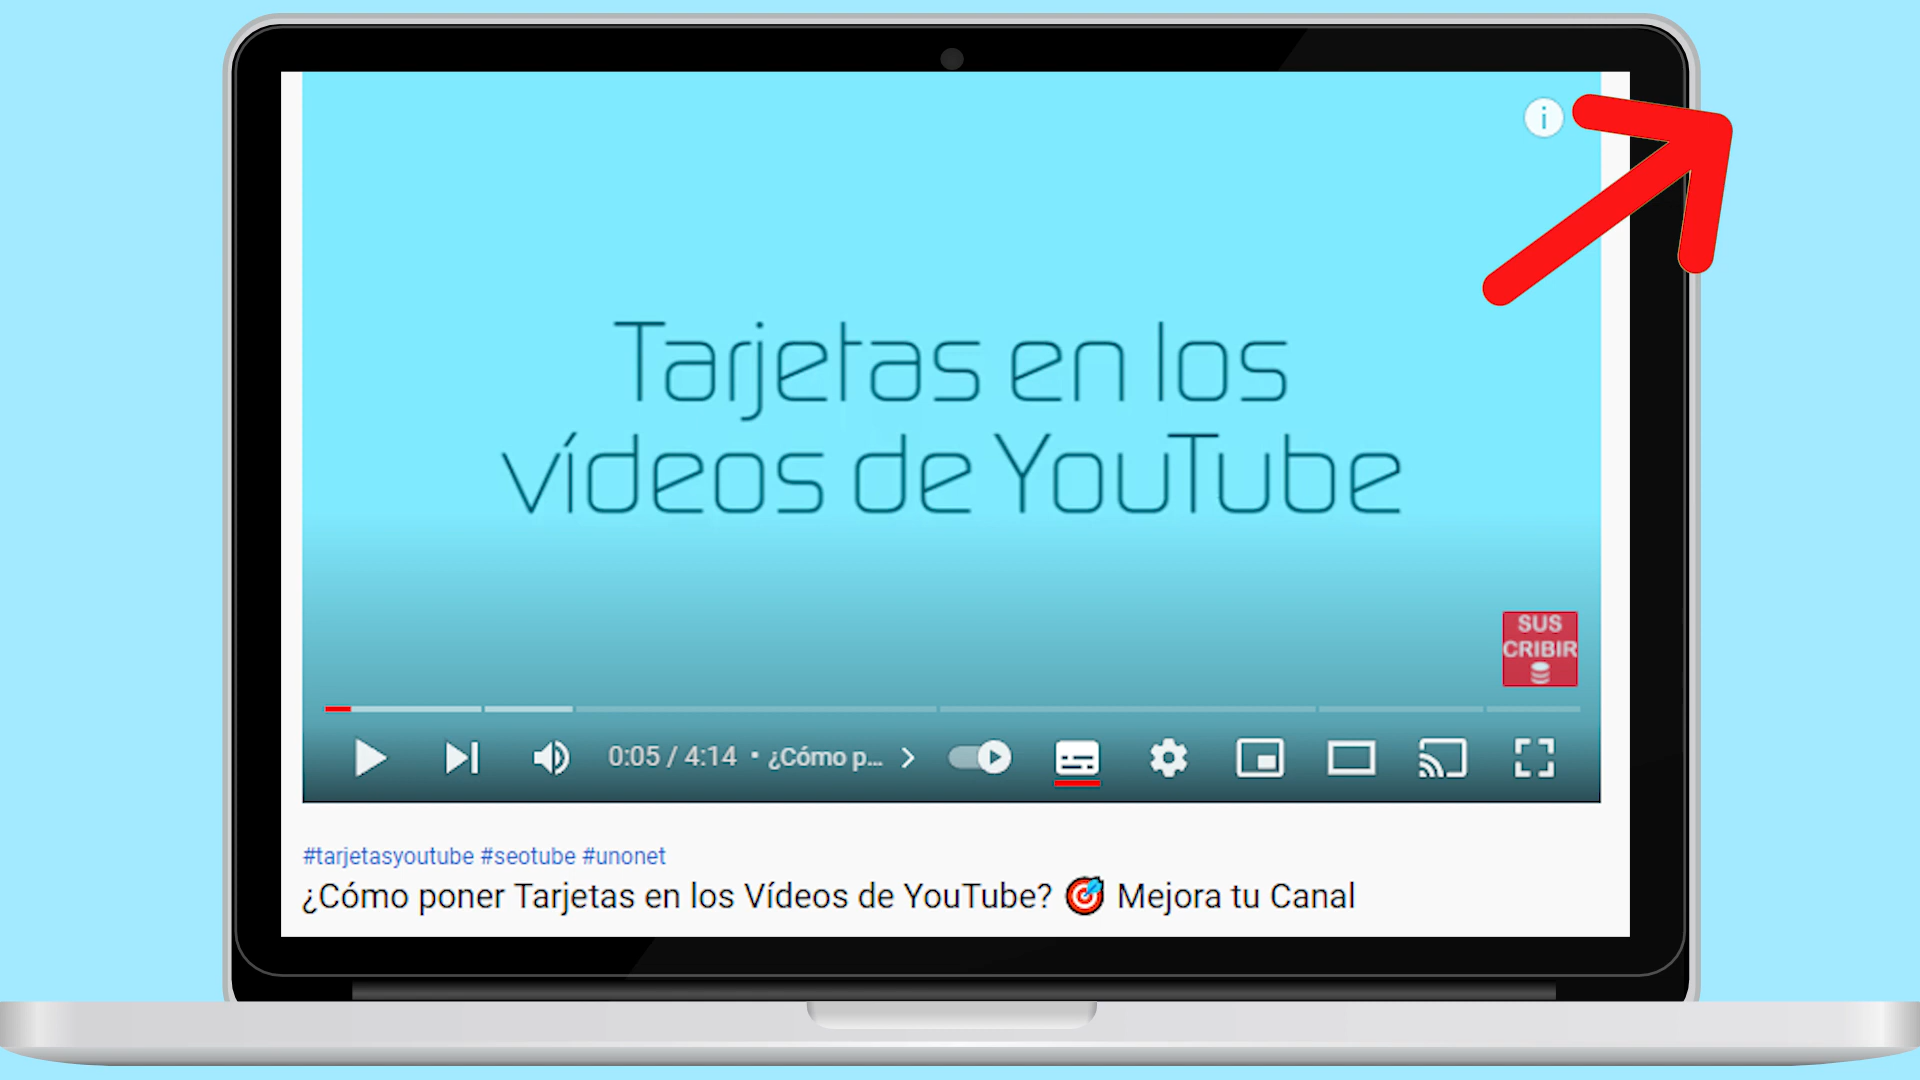 i
Tarjetas en los
vídeos de YouTube
SUS
CRIBIR
0:05 / 4:14 • ¿Cómo p...
#tarjetasyoutube #seotube #unonet
¿Cómo poner Tarjetas en los Vídeos de YouTube? 🎯 Mejora tu Canal